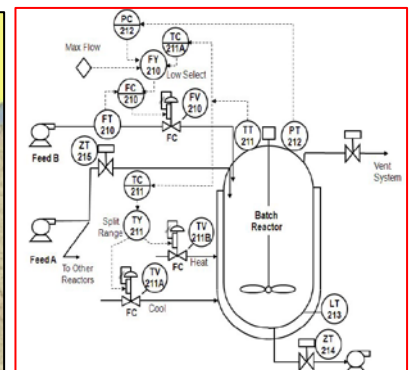 PC
212
TC
211A
Max Flow
FY
210
Low Select
FC
210
FV
210
FT
210
FC
TT
211
PT
212
Feed B
ZT
215
Vent
System
TC
211
Batch
Reactor
Split
Range
TY
211
TV
211B
Feed A
FC
Heat
To Other
Reactors
TV
211A
LT
213
FC
Cool
ZT
214